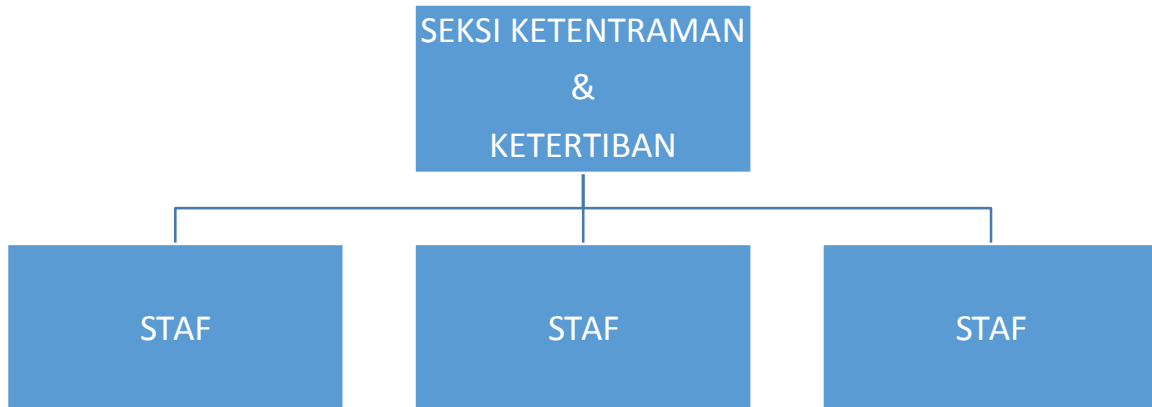 SEKSI KETENTRAMAN
&
KETERTIBAN
STAF
STAF
STAF